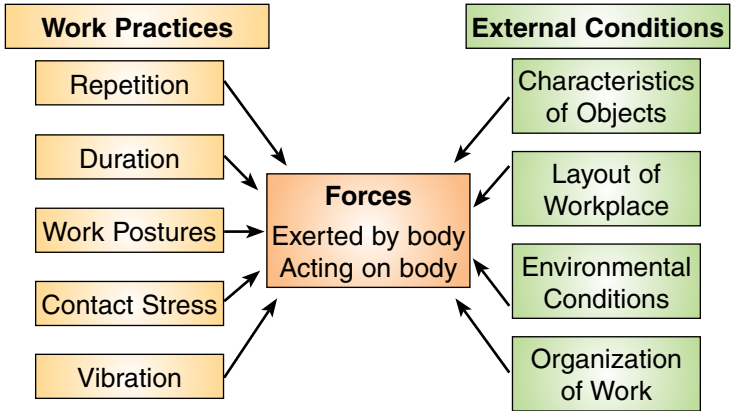 Work Practices
Repetition
Duration
Work Postures
Contact Stress
Vibration
Forces
Exerted by body
Acting on body
External Conditions
Characteristics
of Objects
Layout of
Workplace
Environmental
Conditions
Organization
of Work